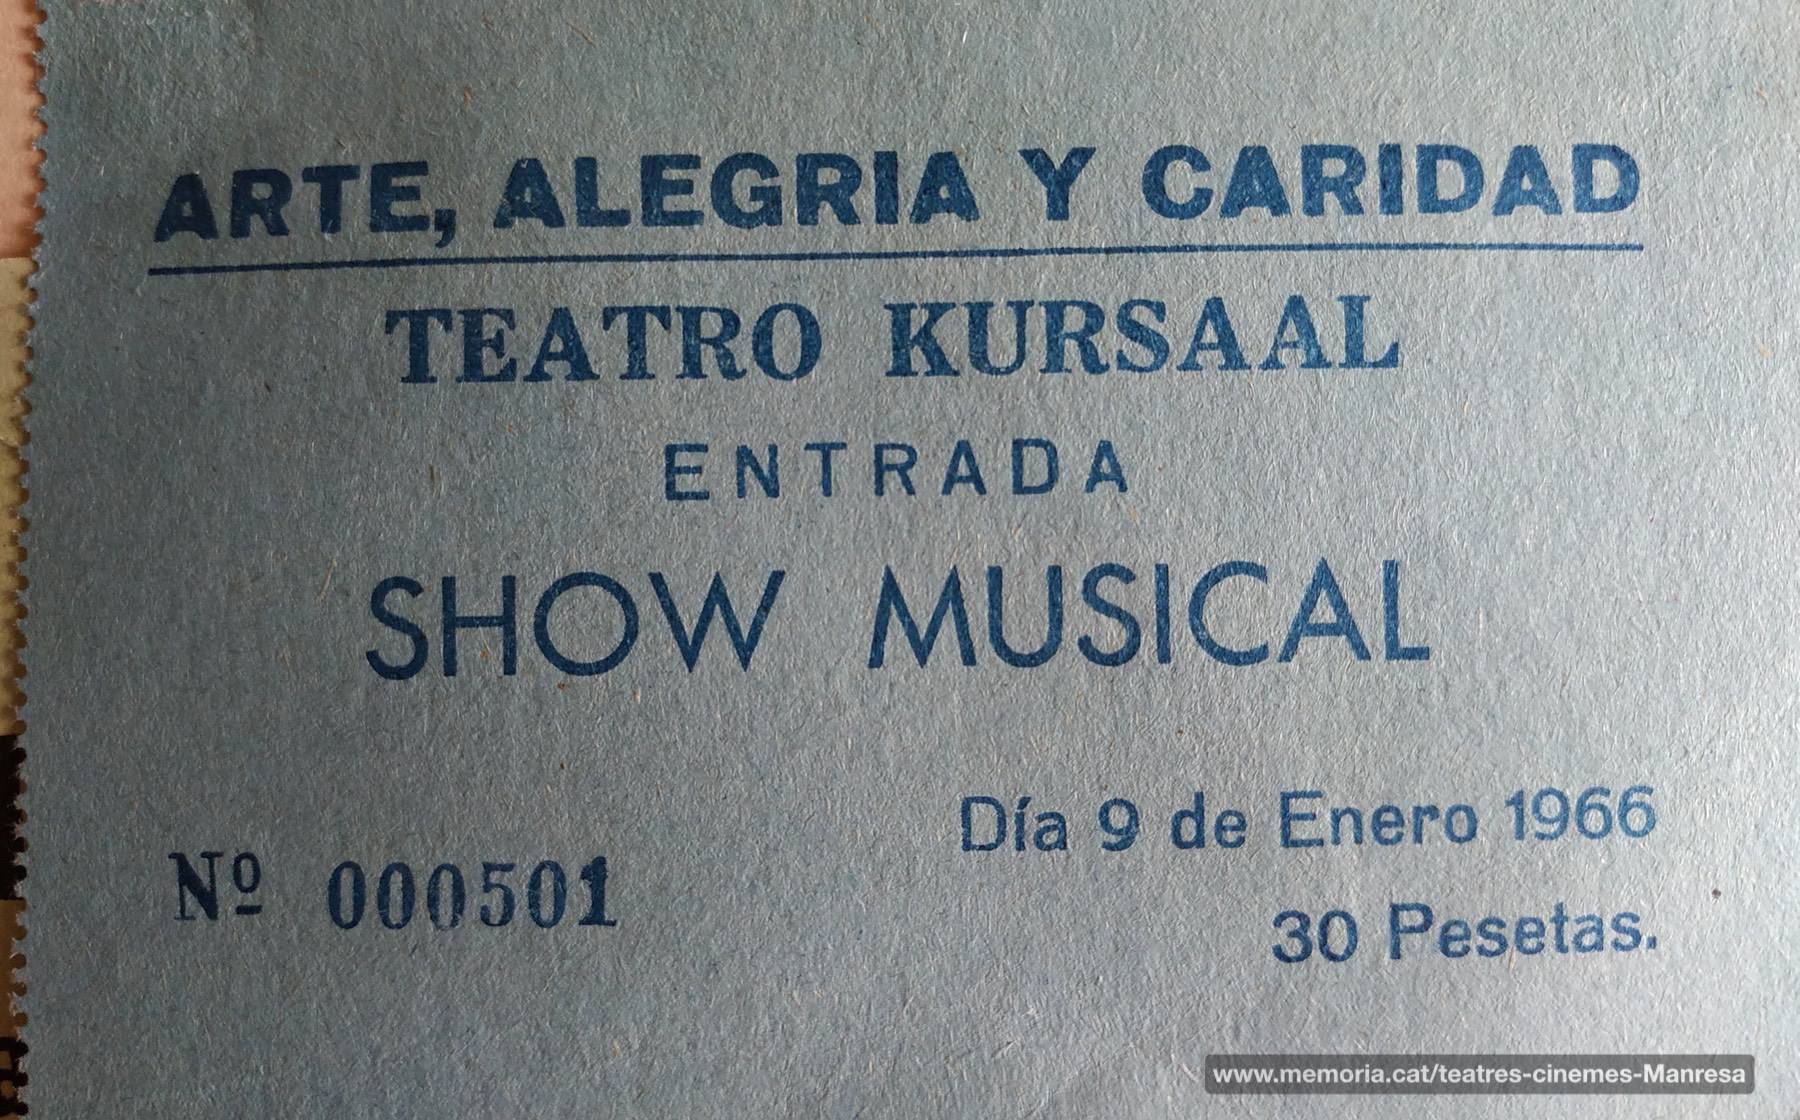 ARTE, ALEGRIA Y CARIDAD
TEATRO KURSAAL
ENTRADA
SHOW MUSICAL
Día 9 de Enero 1966
Nº 000501
30 Pesetas.
www.memoria.cat/teatres-cinemes-Manresa